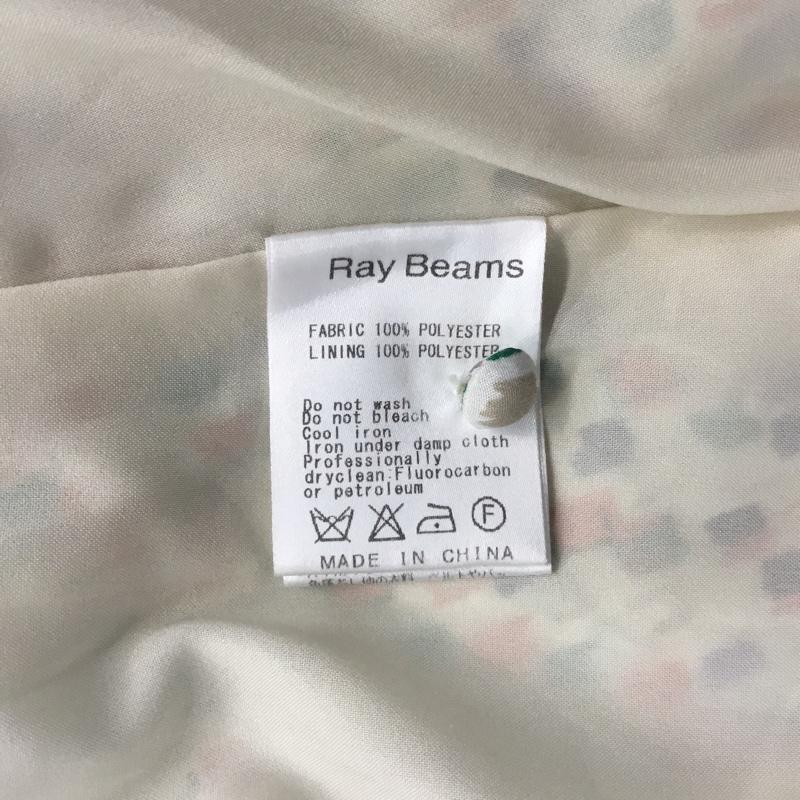 Ray Beams
FABRIC 100% POLYESTER
LINING 100% POLYESTER
Do not wash
Do not bleach
Cool iron
Iron under damp cloth
Professionally
dryclean:Fluorocarbon
or petroleum
F
MADE IN CHINA